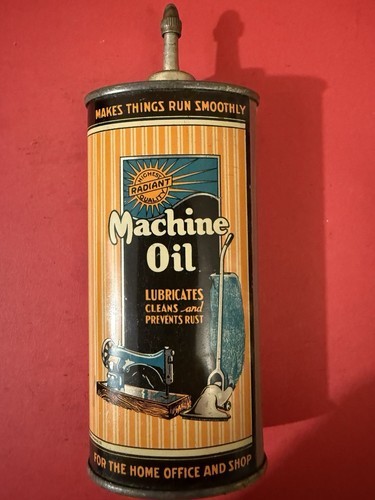 MAKES THINGS RUN SMOOTHLY
HIGHEST
RADIANT
QUALITY
Machine
Oil
LUBRICATES
CLEANS and
PREVENTS RUST
FOR THE HOME OFFICE AND SHOP